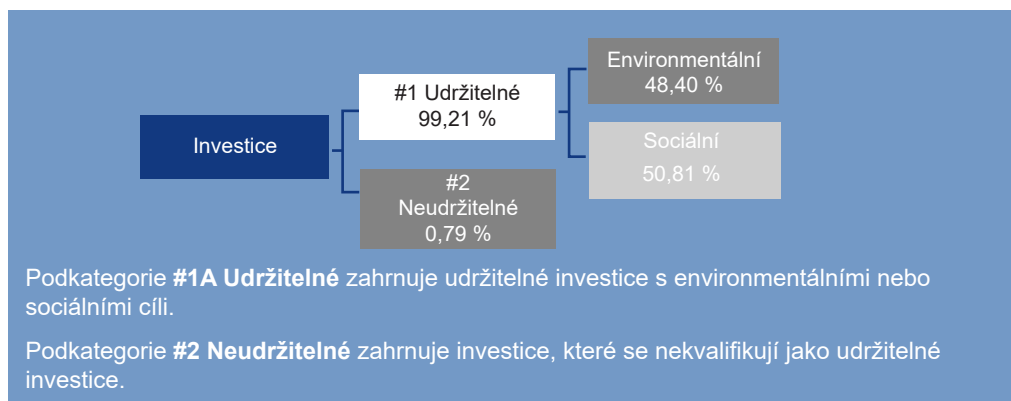 Investice
#1 Udržitelné
99,21 %
#2
Neudržitelné
0,79 %
Environmentální
48,40 %
Sociální
50,81 %
Podkategorie #1A Udržitelné zahrnuje udržitelné investice s environmentálními nebo
sociálními cíli.
Podkategorie #2 Neudržitelné zahrnuje investice, které se nekvalifikují jako udržitelné
investice.